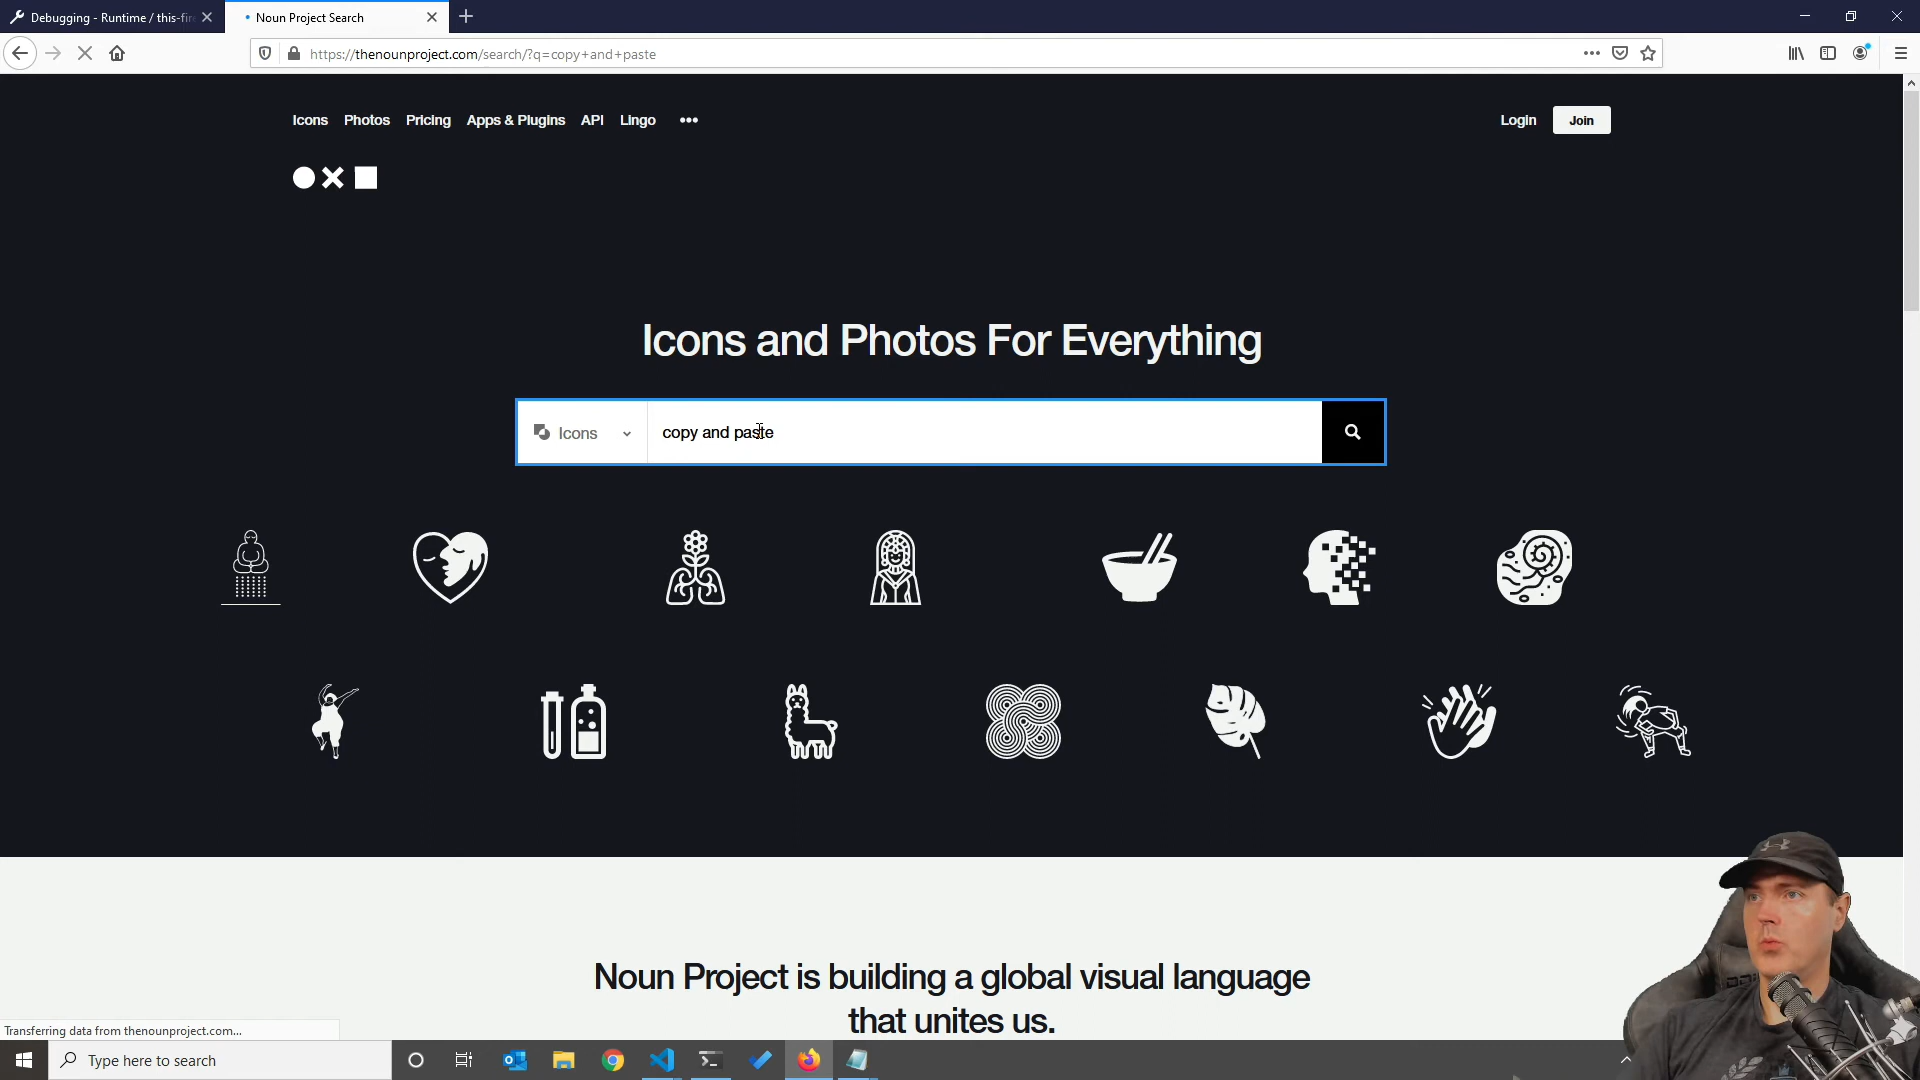 Debugging - Runtime / this-fir
Noun Project Search
https://thenounproject.com/search/?q=copy+and+paste
Icons Photos Pricing Apps & Plugins API Lingo •••
Login Join
Icons and Photos For Everything
Icons copy and paste
Noun Project is building a global visual language
that unites us.
Transferring data from thenounproject.com...
Type here to search